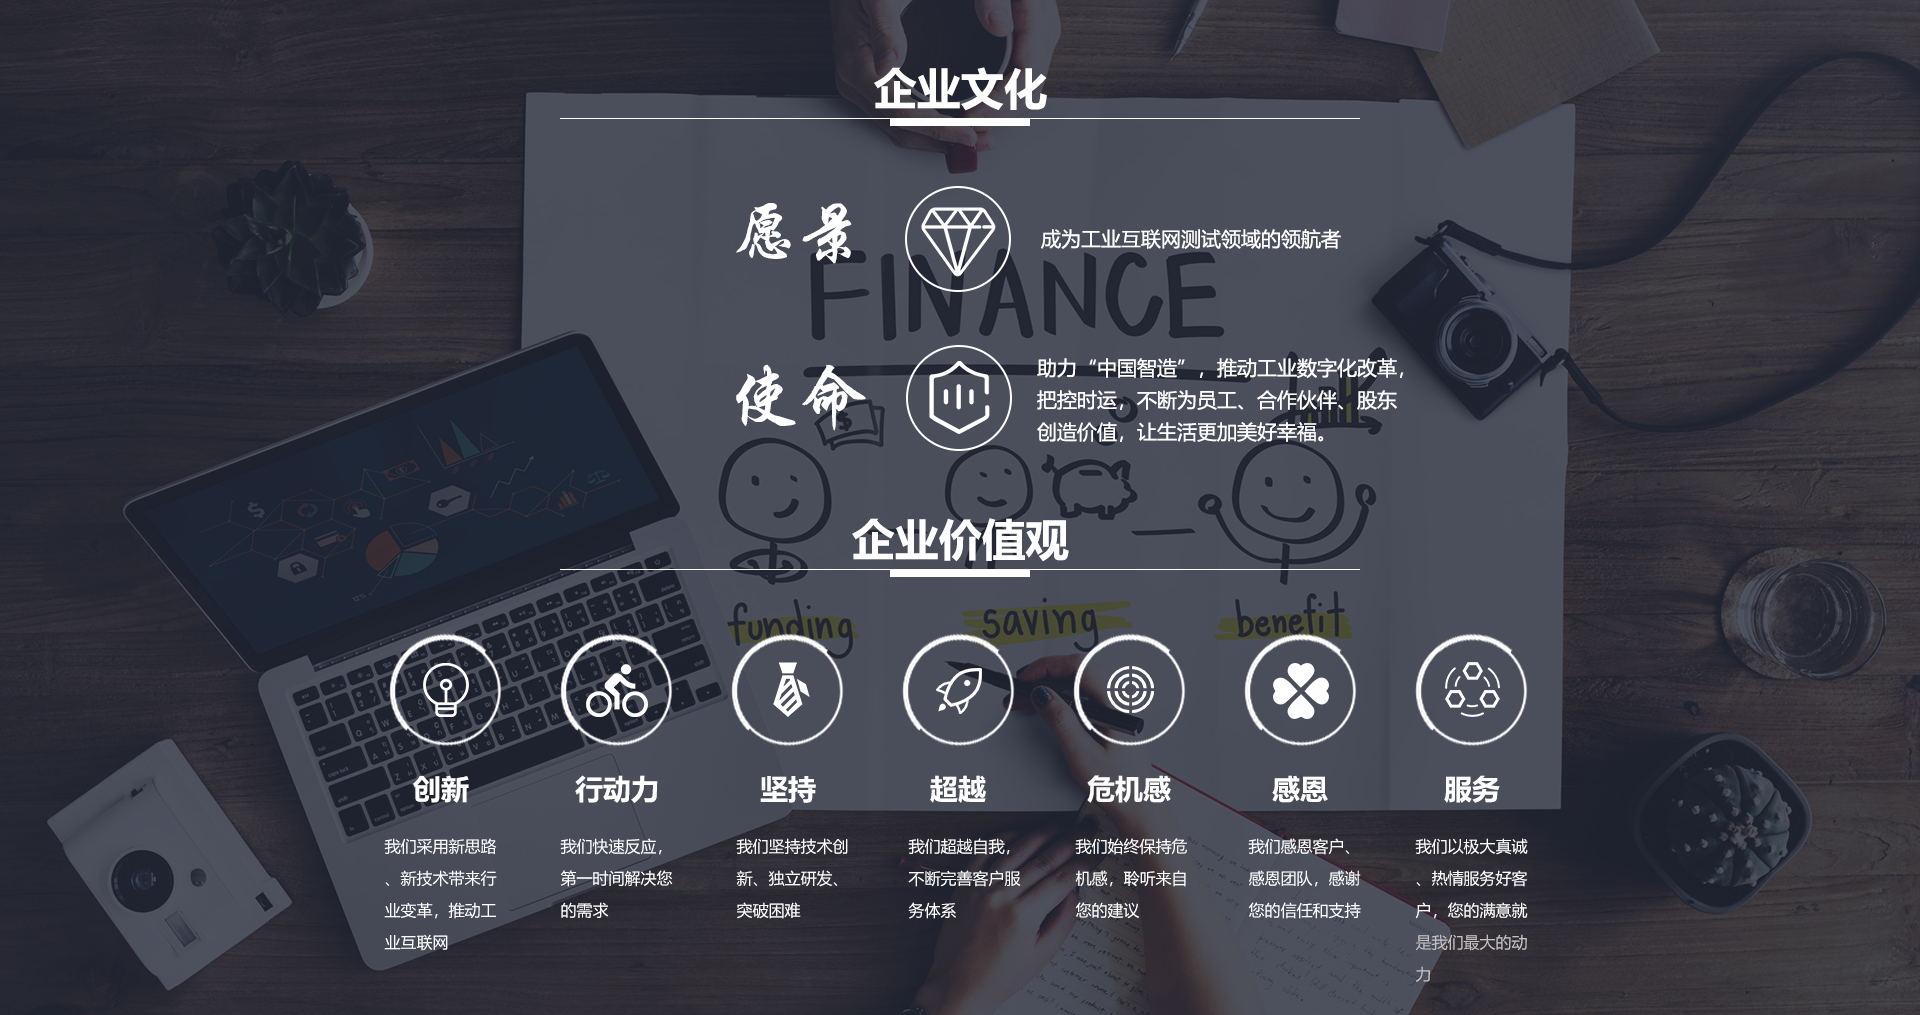 企业文化
愿景
成为工业互联网测试领域的领航者
FINANCE
使命
助力“中国智造”，推动工业数字化改革，
把控时运，不断为员工、合作伙伴、股东
创造价值，让生活更加美好幸福。
企业价值观
funding
saving
benefit
创新
行动力
坚持
超越
危机感
感恩
服务
我们采用新思路
、新技术带来行
业变革，推动工
业互联网
我们快速反应，
第一时间解决您
的需求
我们坚持技术创
新、独立研发、
突破困难
我们超越自我，
不断完善客户服
务体系
我们始终保持危
机感，聆听来自
您的建议
我们感恩客户、
感恩团队，感谢
您的信任和支持
我们以极大真诚
、热情服务好客
户，您的满意就
是我们最大的动
力